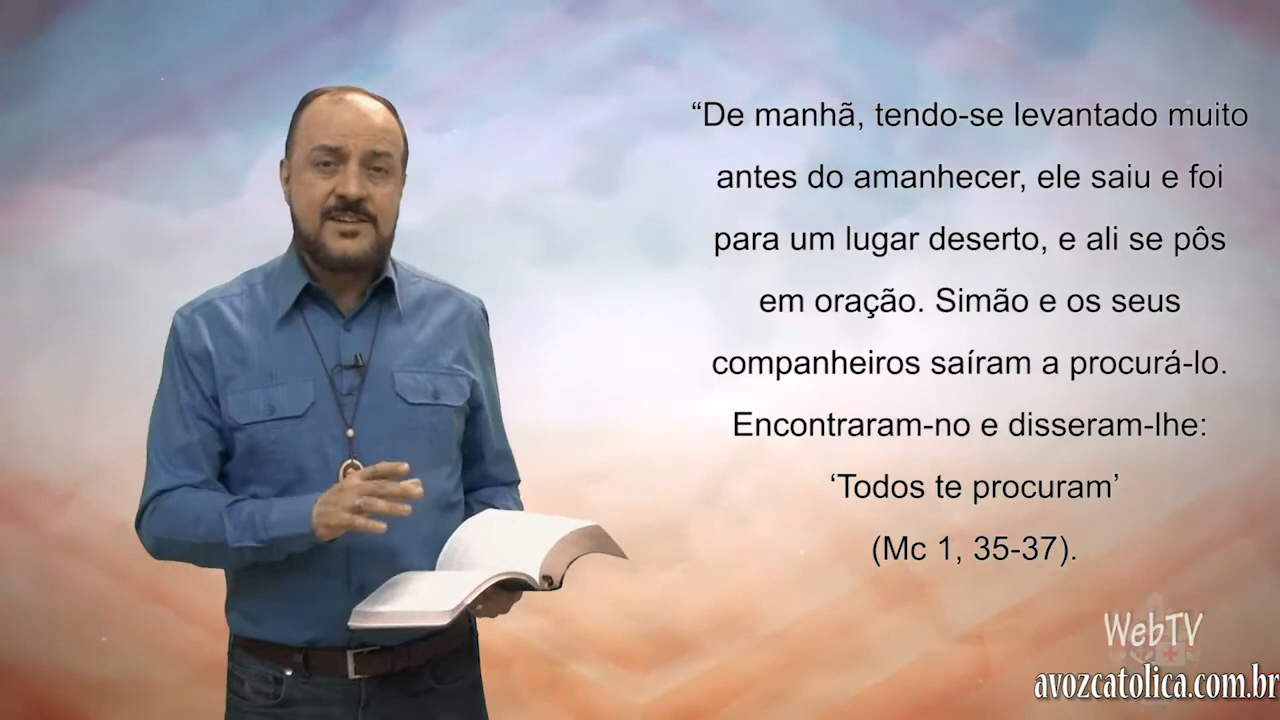 “De manhã, tendo-se levantado muito
antes do amanhecer, ele saiu e foi
para um lugar deserto, e ali se pôs
em oração. Simão e os seus
companheiros saíram a procurá-lo.
Encontraram-no e disseram-lhe:
‘Todos te procuram’
(Mc 1, 35-37).
WebTV
avozcatolica.com.br